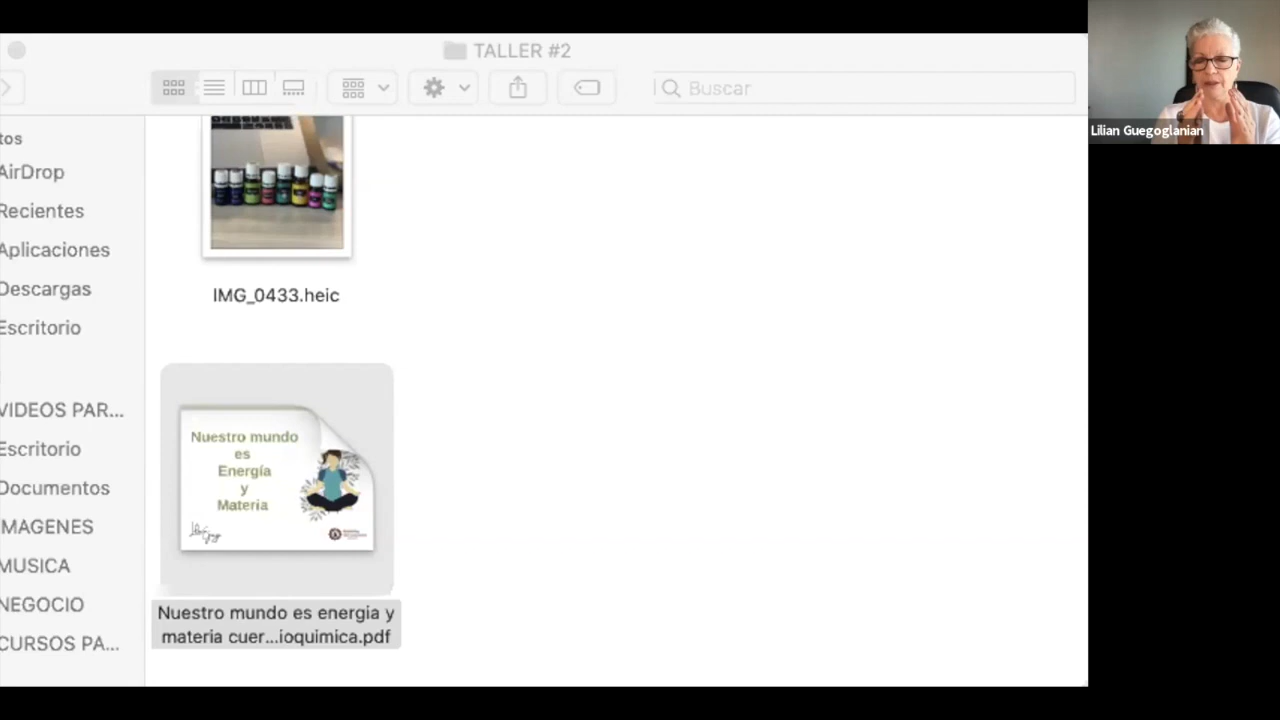 TALLER #2
Buscar
Lilian Guegoglanian
tos
AirDrop
Recientes
Aplicaciones
Descargas
Escritorio
VIDEOS PAR...
Escritorio
Documentos
IMAGENES
MUSICA
NEGOCIO
CURSOS PA...
IMG_0433.heic
Nuestro mundo
es
Energía
y
Materia
Nuestro mundo es energia y
materia cuer...ioquimica.pdf